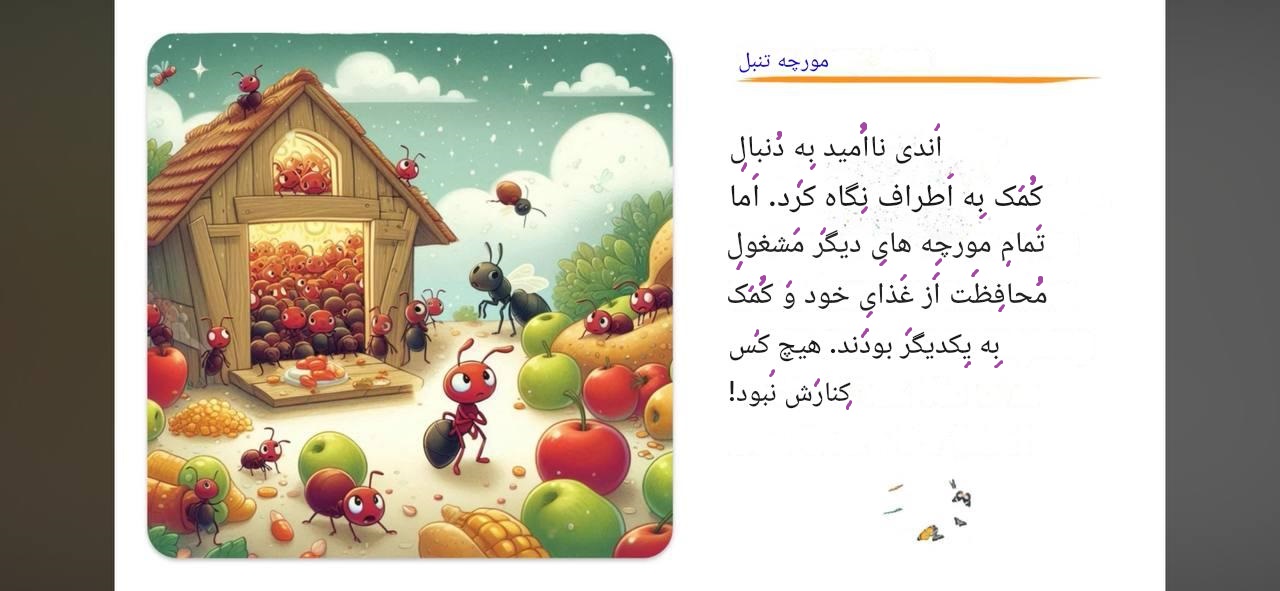 مورچه تنبل
اَندی نااُمید بِه دُنبالِ
کُمَک بِه اَطراف نِگاه کَرد. اَما
تَمامِ مورچه هایِ دیگَر مَشغولِ
مُحافِظَت اَز غَذایِ خود وَ کُمَک
بِه یِکدیگَر بودَند. هیچ کَس
کِنارَش نَبود!